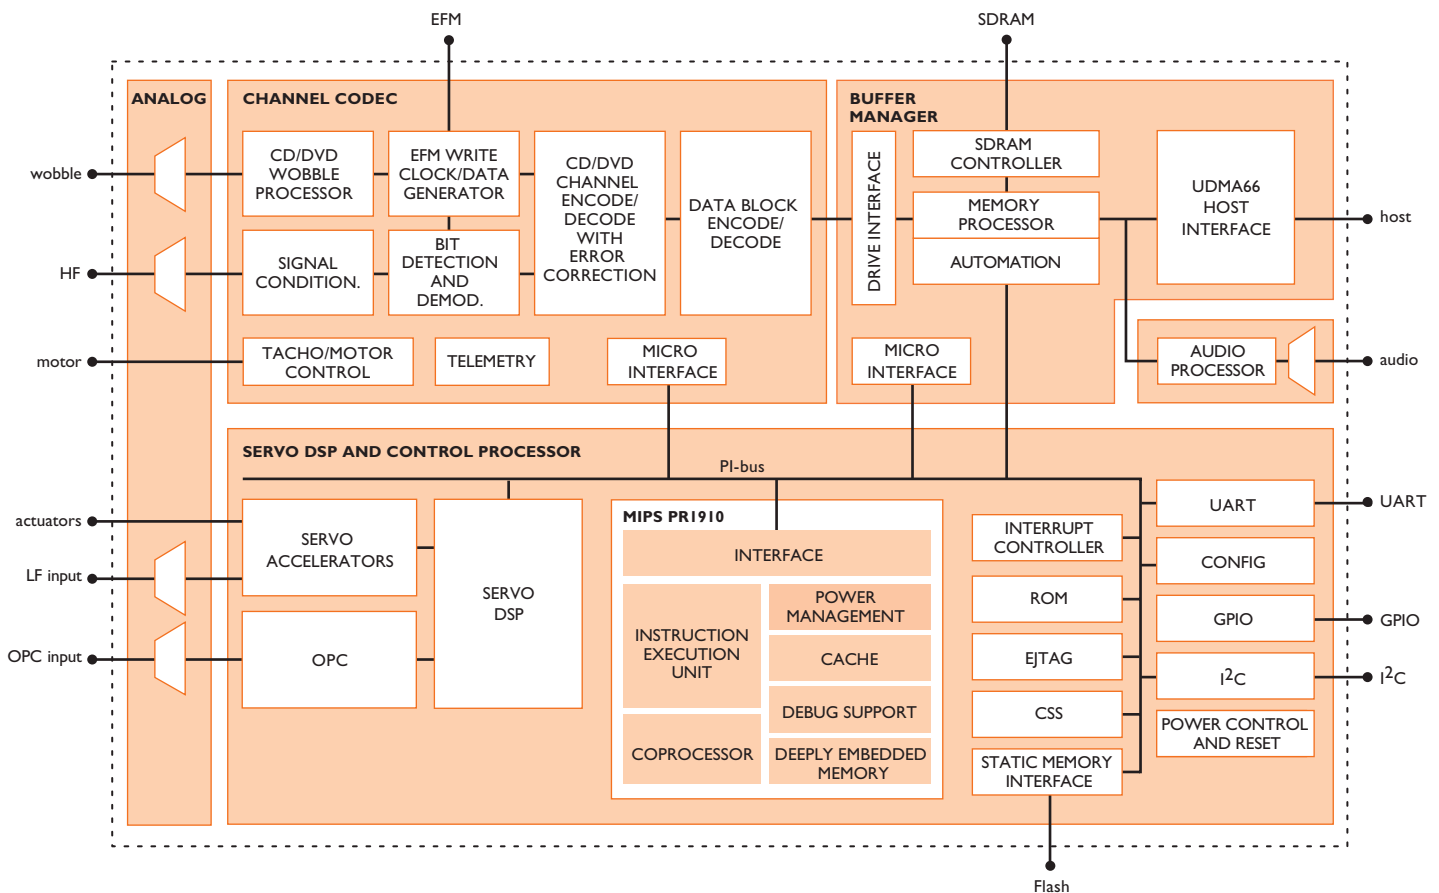 EFM
SDRAM
ANALOG
CHANNEL CODEC
BUFFER
MANAGER
wobble
CD/DVD
WOBBLE
PROCESSOR
EFM WRITE
CLOCK/DATA
GENERATOR
CD/DVD
CHANNEL
ENCODE/
DECODE
WITH
ERROR
CORRECTION
DATA BLOCK
ENCODE/
DECODE
DRIVE INTERFACE
SDRAM
CONTROLLER
MEMORY
PROCESSOR
AUTOMATION
UDMA66
HOST
INTERFACE
host
HF
SIGNAL
CONDITION.
BIT
DETECTION
AND
DEMOD.
motor
TACHO/MOTOR
CONTROL
TELEMETRY
MICRO
INTERFACE
MICRO
INTERFACE
AUDIO
PROCESSOR
audio
SERVO DSP AND CONTROL PROCESSOR
PI-bus
actuators
LF input
OPC input
SERVO
ACCELERATORS
OPC
SERVO
DSP
MIPS PR1910
INTERFACE
INSTRUCTION
EXECUTION
UNIT
COPROCESSOR
POWER
MANAGEMENT
CACHE
DEBUG SUPPORT
DEEPLY EMBEDDED
MEMORY
INTERRUPT
CONTROLLER
ROM
EJTAG
CSS
STATIC MEMORY
INTERFACE
UART
CONFIG
GPIO
I²C
POWER CONTROL
AND RESET
UART
GPIO
I²C
Flash